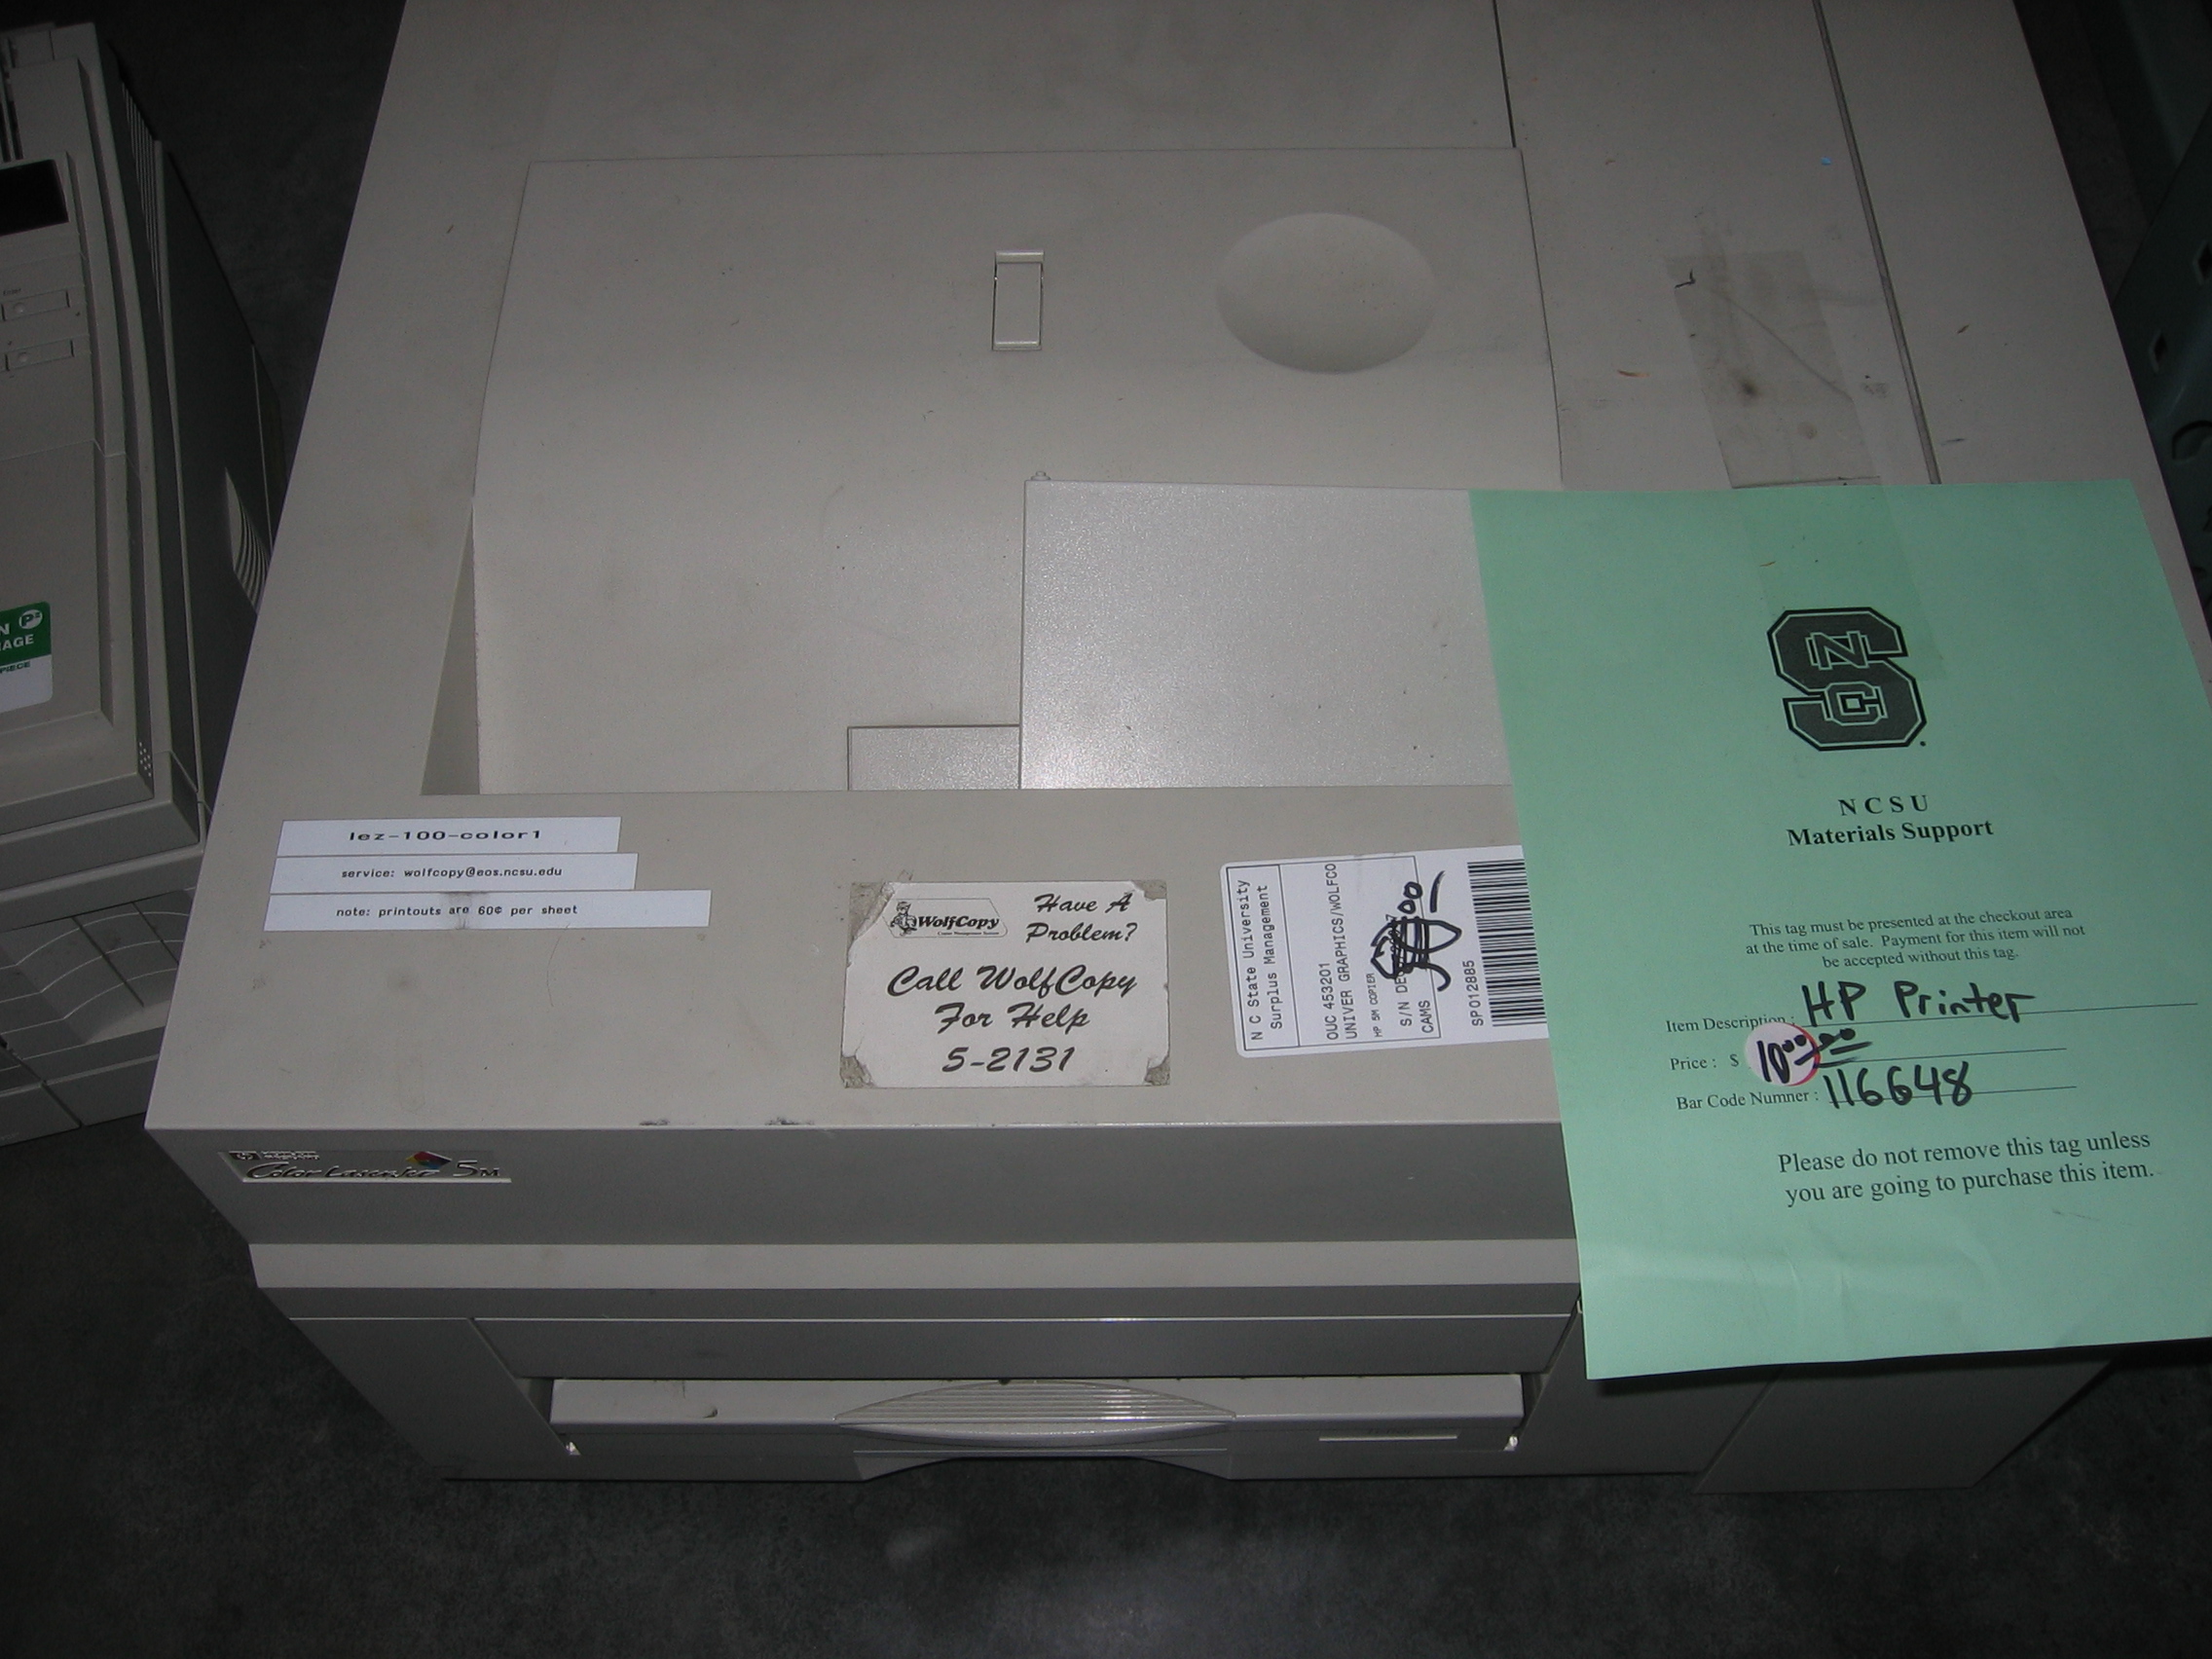 N
P²
AGE
PIECE
lez-100-color1
service: wolfcopy@eos.ncsu.edu
note: printouts are 60¢ per sheet
WolfCopy
Have A
Problem?
Call WolfCopy
For Help
5-2131
N C State University
Surplus Management
OUC 453201
UNIVER GRAPHICS/WOLFCO
HP 5M COPIER
S/N
CAMS
SP012885
Color LaserJet 5M
NCS
NCSU
Materials Support
This tag must be presented at the checkout area
at the time of sale. Payment for this item will not
be accepted without this tag.
Item Description : HP Printer
Price : $ 10.00
Bar Code Numner : 116648
Please do not remove this tag unless
you are going to purchase this item.